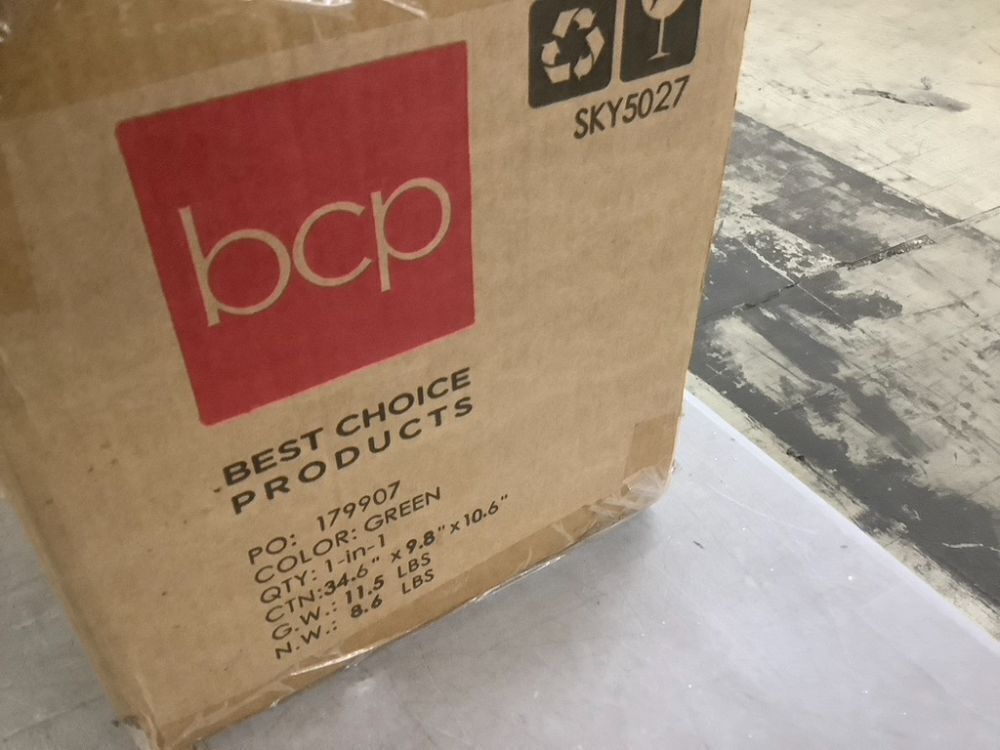 SKY5027
bcp
BEST CHOICE
PRODUCTS
PO: 179907
COLOR: GREEN
QTY: 1-in-1
CTN:34.6" x 9.8" x 10.6"
G.W.: 11.5 LBS
N.W.: 8.6 LBS